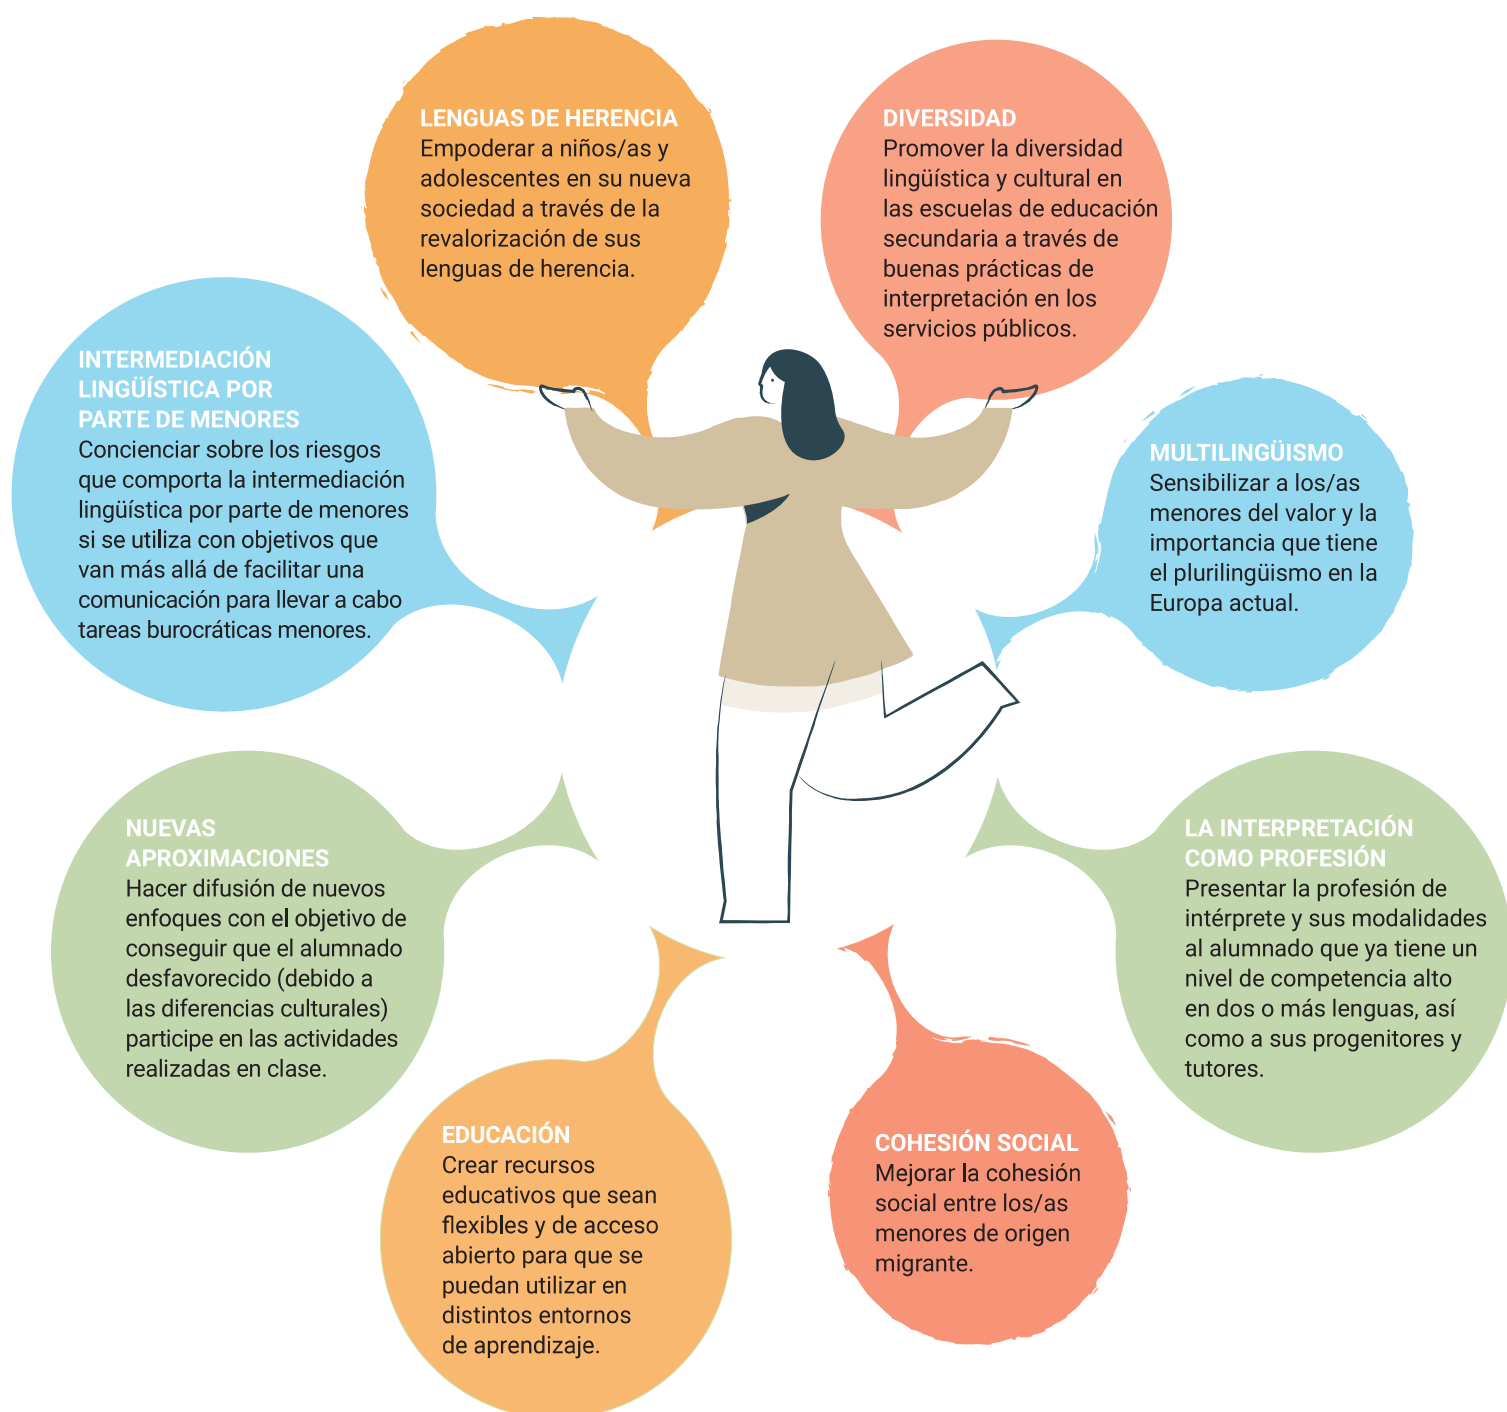 LENGUAS DE HERENCIA
Empoderar a niños/as y
adolescentes en su nueva
sociedad a través de la
revalorización de sus
lenguas de herencia.
DIVERSIDAD
Promover la diversidad
lingüística y cultural en
las escuelas de educación
secundaria a través de
buenas prácticas de
interpretación en los
servicios públicos.
INTERMEDIACIÓN
LINGÜÍSTICA POR
PARTE DE MENORES
Concienciar sobre los riesgos
que comporta la intermediación
lingüística por parte de menores
si se utiliza con objetivos que
van más allá de facilitar una
comunicación para llevar a cabo
tareas burocráticas menores.
MULTILINGÜISMO
Sensibilizar a los/as
menores del valor y la
importancia que tiene
el plurilingüismo en la
Europa actual.
NUEVAS
APROXIMACIONES
Hacer difusión de nuevos
enfoques con el objetivo de
conseguir que el alumnado
desfavorecido (debido a
las diferencias culturales)
participe en las actividades
realizadas en clase.
LA INTERPRETACIÓN
COMO PROFESIÓN
Presentar la profesión de
intérprete y sus modalidades
al alumnado que ya tiene un
nivel de competencia alto
en dos o más lenguas, así
como a sus progenitores y
tutores.
EDUCACIÓN
Crear recursos
educativos que sean
flexibles y de acceso
abierto para que se
puedan utilizar en
distintos entornos
de aprendizaje.
COHESIÓN SOCIAL
Mejorar la cohesión
social entre los/as
menores de origen
migrante.